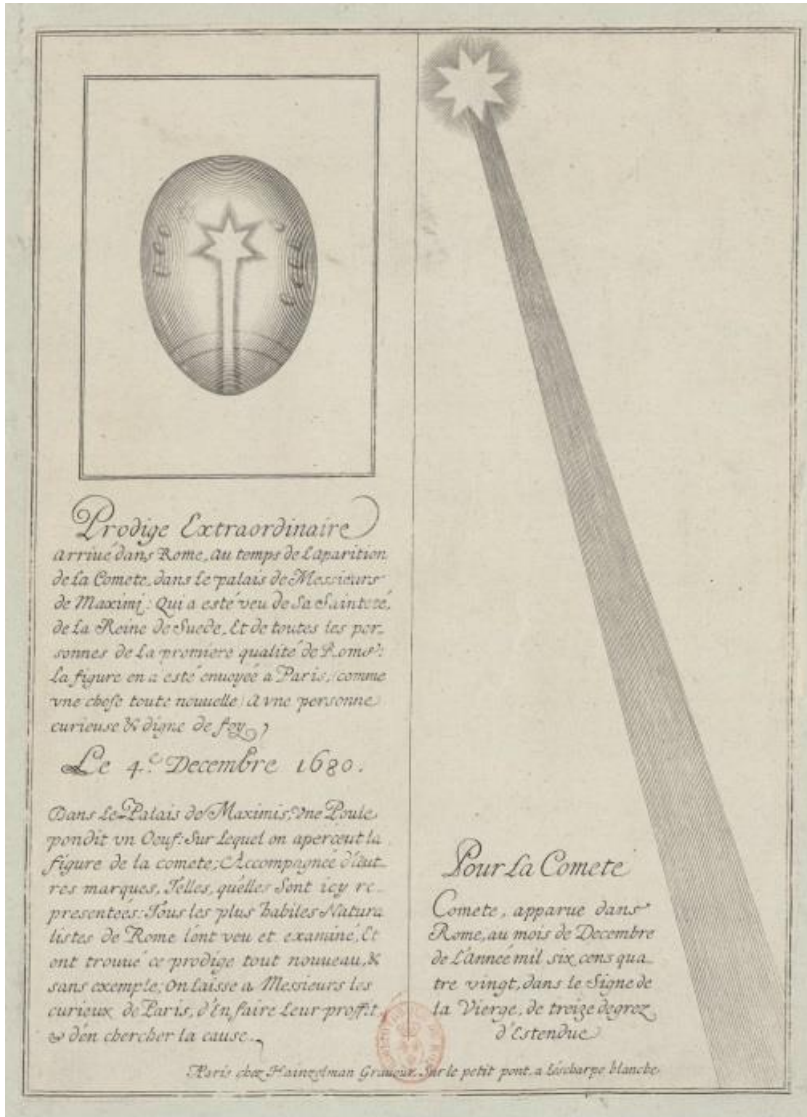 Prodige Extraordinaire
arriué dans Rome, au temps de Laparition
de La Comete, dans le palais de Messieurs
de Maximi: Qui a esté veu de Sa Sainteté,
de La Reine de Suede, Et de toutes les per-
sonnes de La premiere qualité de Rome:
La figure en a esté enuoyée a Paris, comme
vne chose toute nouuelle, A vne personne
curieuse & digne de foy,
Le 4.e Decembre 1680.
Dans Le Palais de Maximis, vne Poule
pondit vn Oeuf: Sur Lequel on aperceut la
figure de la comete; Accompagnée d'aut-
res marques, Telles, quelles Sont icy re-
presentées: Tous les plus habiles Natura
listes de Rome lont veu et examiné, Et
ont trouué ce prodige tout nouueau, &
sans exemple; On Laisse a Messieurs les
curieux de Paris, d'En faire Leur proffit
& den chercher la cause.
Pour La Comete
Comete, apparue dans
Rome, au mois de Decembre
de L'anneé mil six cens qua
tre vingt, dans le Signe de
la Vierge, de treize degrez
d'Estendue
A Paris chez Hainzelman Graueur, Sur le petit pont, a Lescharpe blanche